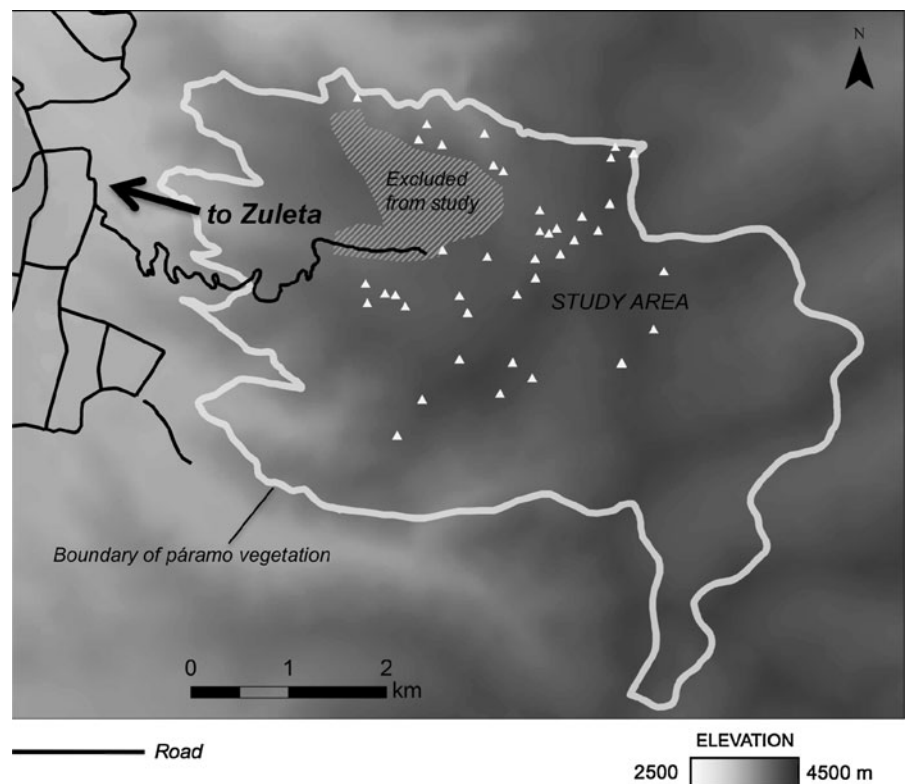 N
Excluded
from study
to Zuleta
STUDY AREA
Boundary of páramo vegetation
0 1 2
km
Road
ELEVATION
2500 4500 m